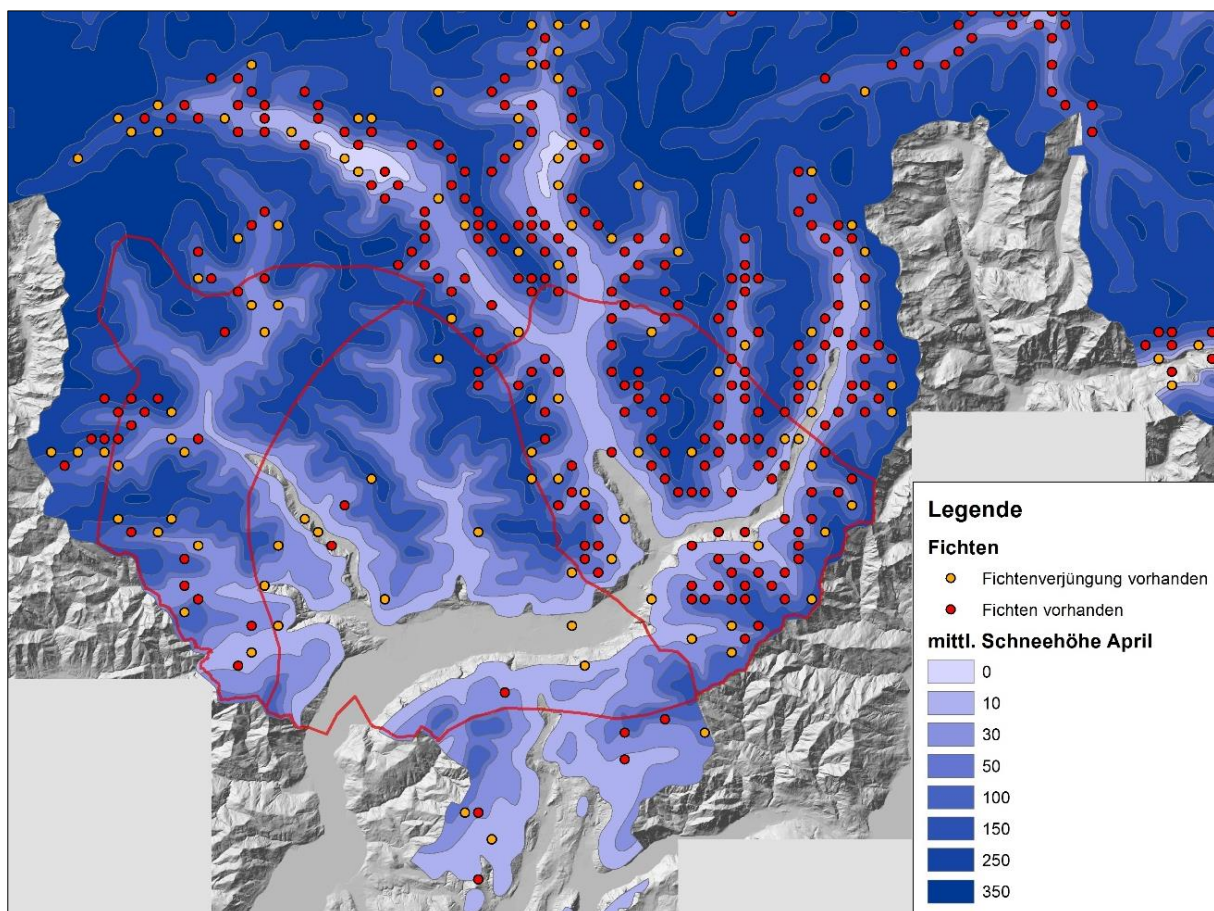 Legende
Fichten
Fichtenverjüngung vorhanden
Fichten vorhanden
mittl. Schneehöhe April
0
10
30
50
100
150
250
350